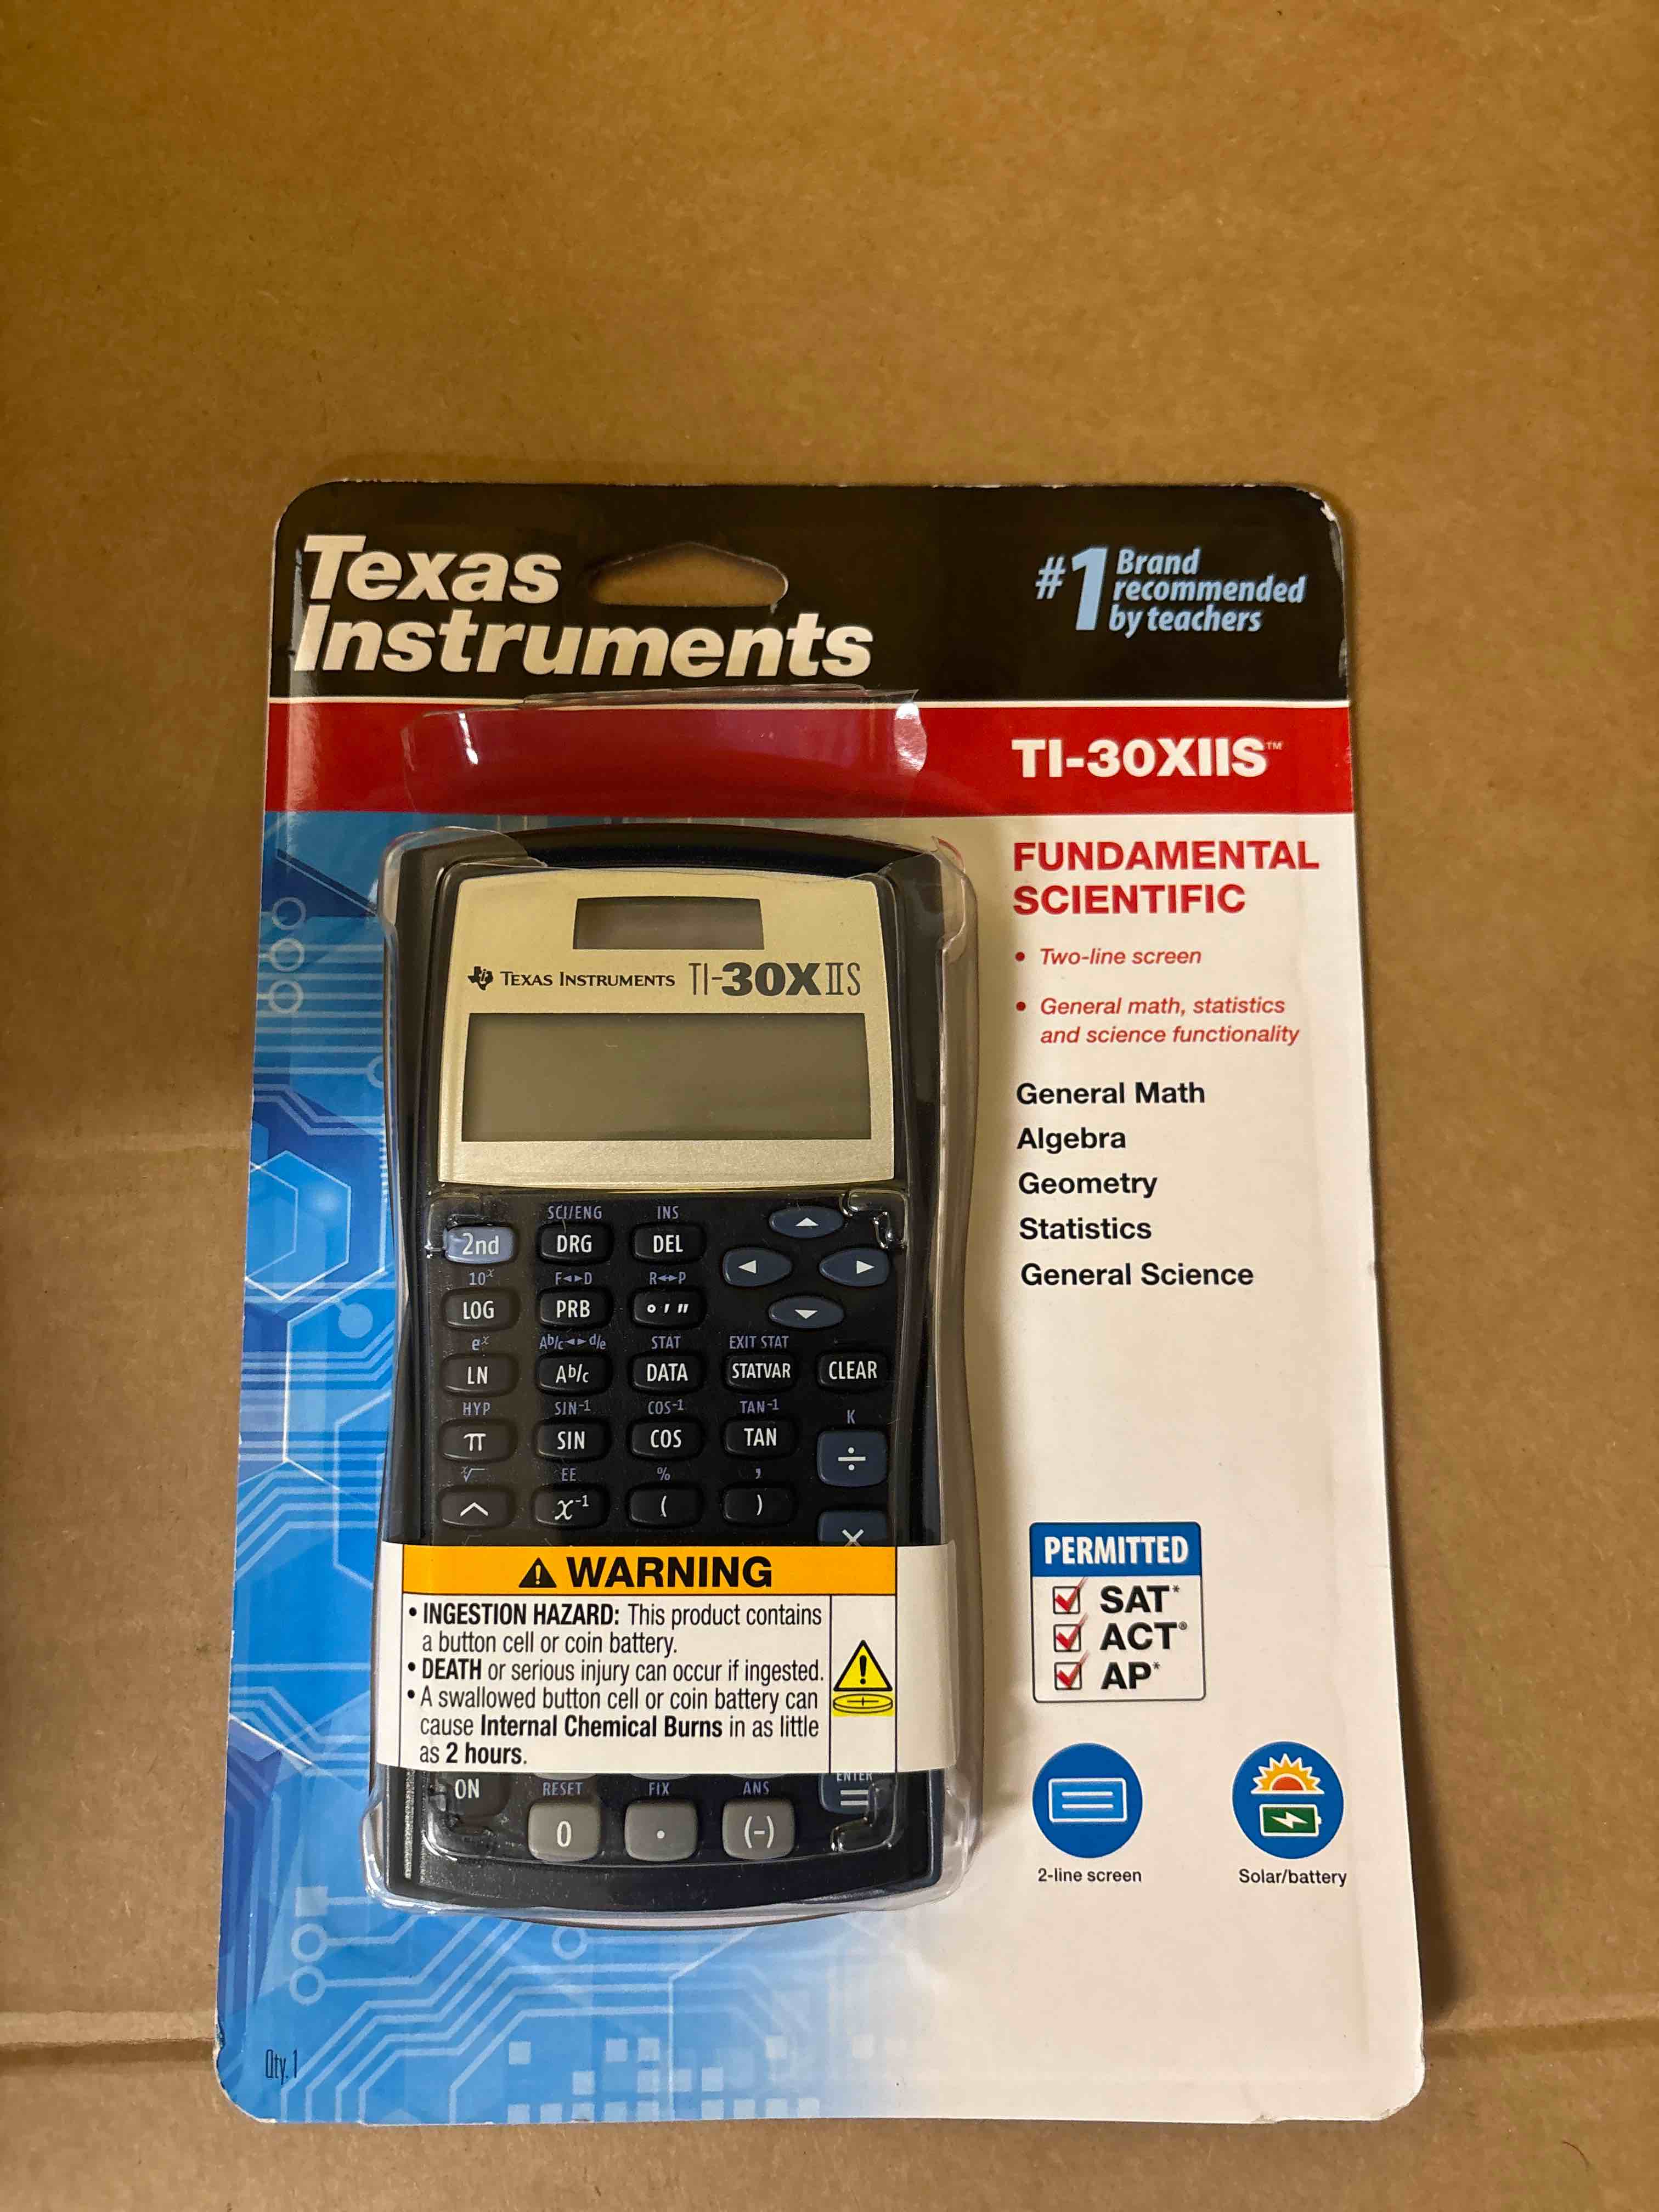 Texas
Instruments
#1 Brand
recommended
by teachers
TI-30XIIS™
FUNDAMENTAL
SCIENTIFIC
• Two-line screen
• General math, statistics
and science functionality
General Math
Algebra
Geometry
Statistics
General Science
PERMITTED
SAT*
ACT®
AP*
2-line screen
Solar/battery
TEXAS INSTRUMENTS TI-30X IIS
SCI/ENG INS
2nd DRG DEL
10ˣ F◄►D R◄►P
LOG PRB ° ′ ″
eˣ Ab/c◄►d/e STAT EXIT STAT
LN Ab/c DATA STATVAR CLEAR
HYP SIN⁻¹ COS⁻¹ TAN⁻¹ K
π SIN COS TAN ÷
ˣ√ EE % ,
^ x⁻¹ ( ) ×
⚠ WARNING
• INGESTION HAZARD: This product contains
a button cell or coin battery.
• DEATH or serious injury can occur if ingested.
• A swallowed button cell or coin battery can
cause Internal Chemical Burns in as little
as 2 hours.
ON RESET FIX ANS ENTER
0 . (-) =
Qty. 1